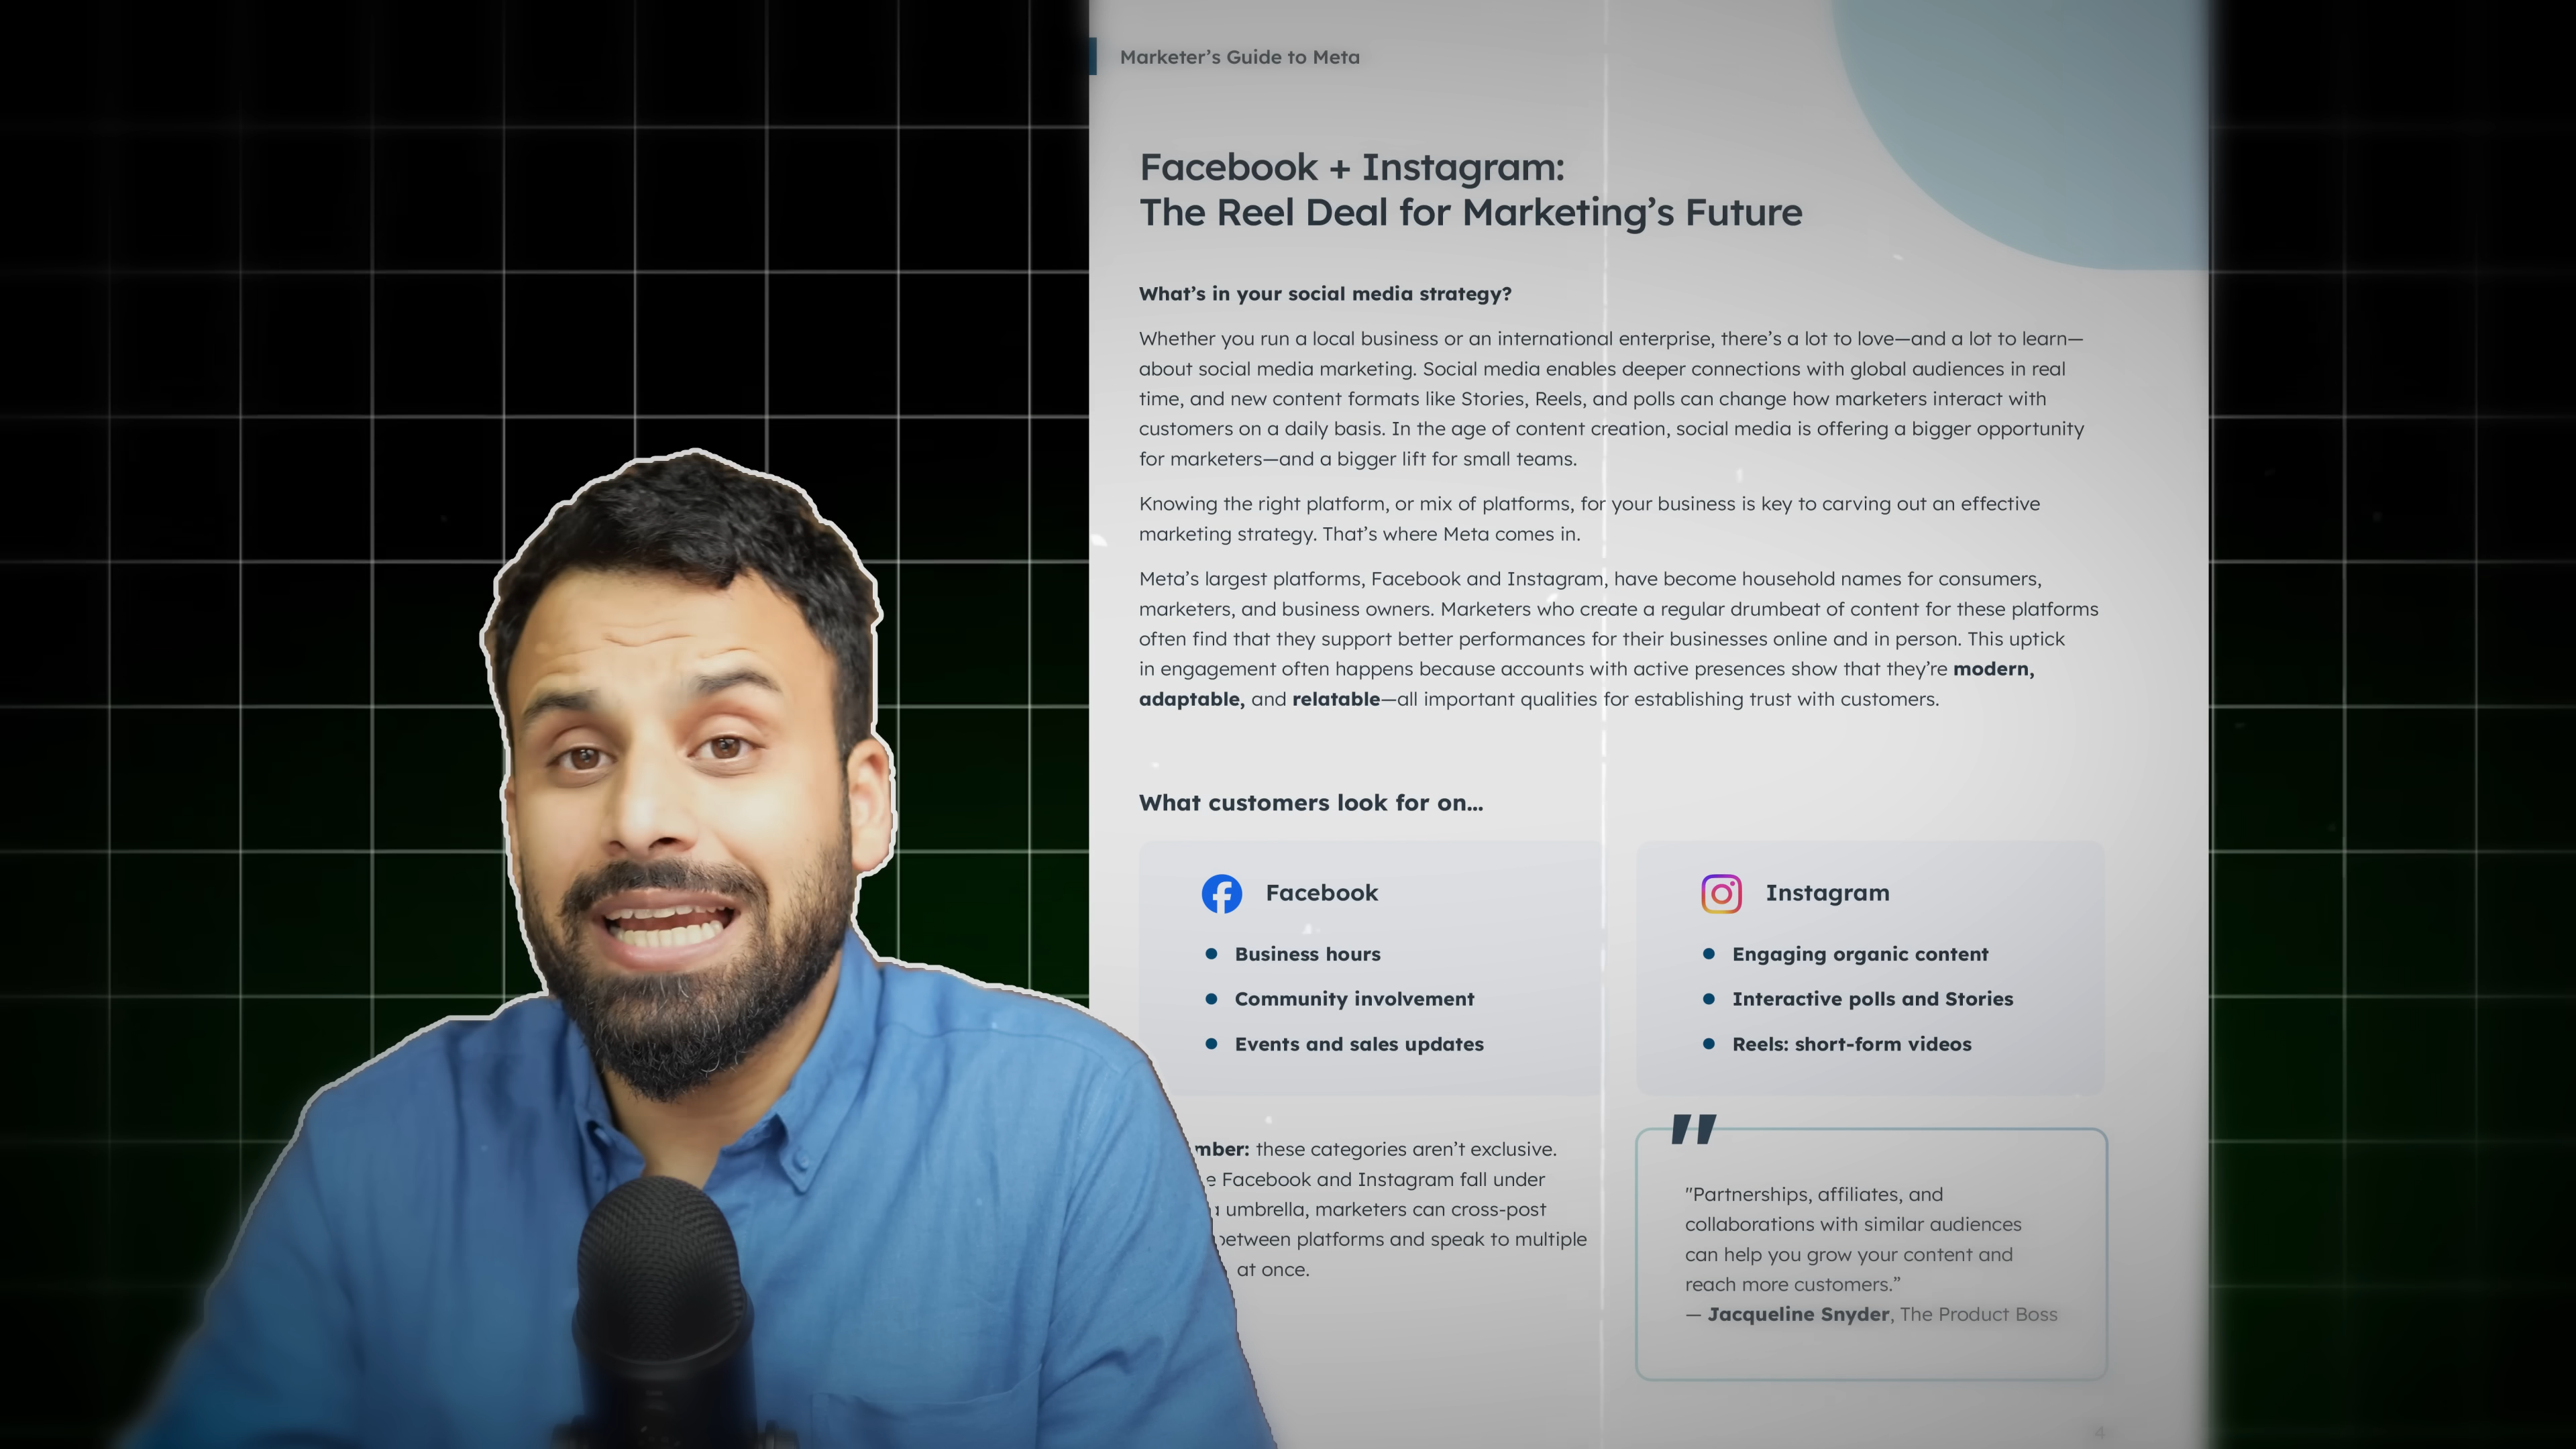 Marketer’s Guide to Meta
Facebook + Instagram:
The Reel Deal for Marketing’s Future
What’s in your social media strategy?
Whether you run a local business or an international enterprise, there’s a lot to love—and a lot to learn—
about social media marketing. Social media enables deeper connections with global audiences in real
time, and new content formats like Stories, Reels, and polls can change how marketers interact with
customers on a daily basis. In the age of content creation, social media is offering a bigger opportunity
for marketers—and a bigger lift for small teams.
Knowing the right platform, or mix of platforms, for your business is key to carving out an effective
marketing strategy. That’s where Meta comes in.
Meta’s largest platforms, Facebook and Instagram, have become household names for consumers,
marketers, and business owners. Marketers who create a regular drumbeat of content for these platforms
often find that they support better performances for their businesses online and in person. This uptick
in engagement often happens because accounts with active presences show that they’re modern,
adaptable, and relatable—all important qualities for establishing trust with customers.
What customers look for on...
Facebook
Business hours
Community involvement
Events and sales updates
Instagram
Engaging organic content
Interactive polls and Stories
Reels: short-form videos
these categories aren’t exclusive.
Facebook and Instagram fall under
umbrella, marketers can cross-post
between platforms and speak to multiple
at once.
"Partnerships, affiliates, and
collaborations with similar audiences
can help you grow your content and
reach more customers.”
— Jacqueline Snyder, The Product Boss
4